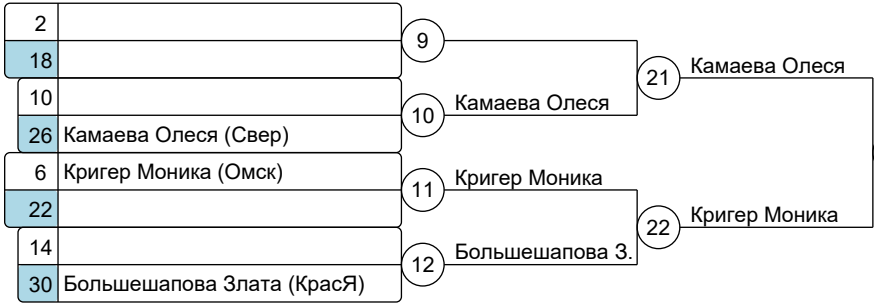 2
18
9
10
26 Камаева Олеся (Свер)
10 Камаева Олеся
21 Камаева Олеся
6 Кригер Моника (Омск)
22
11 Кригер Моника
14
30 Большешапова Злата (КрасЯ)
12 Большешапова З.
22 Кригер Моника